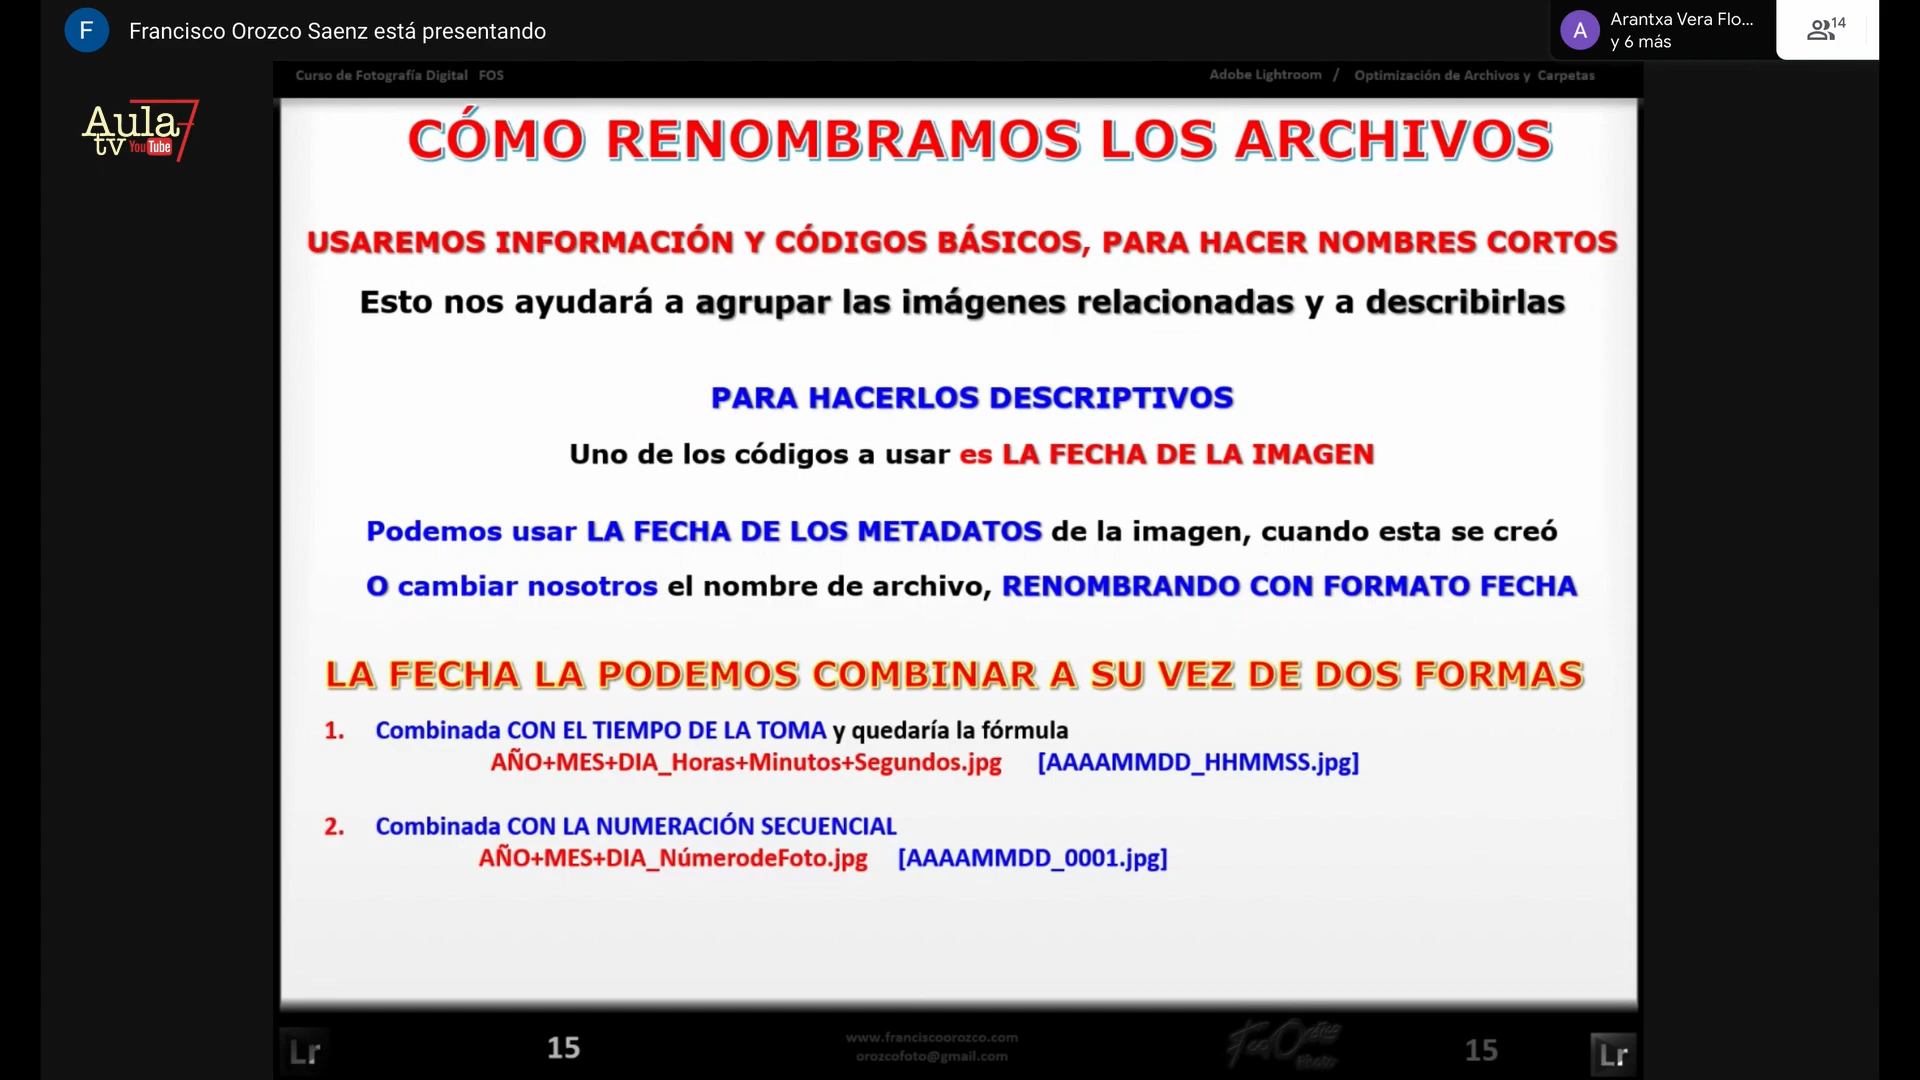 F Francisco Orozco Saenz está presentando
A Arantxa Vera Flo...
y 6 más
14
Curso de Fotografía Digital FOS
Adobe Lightroom / Optimización de Archivos y Carpetas
Aula 7
tv YouTube
CÓMO RENOMBRAMOS LOS ARCHIVOS
USAREMOS INFORMACIÓN Y CÓDIGOS BÁSICOS, PARA HACER NOMBRES CORTOS
Esto nos ayudará a agrupar las imágenes relacionadas y a describirlas
PARA HACERLOS DESCRIPTIVOS
Uno de los códigos a usar es LA FECHA DE LA IMAGEN
Podemos usar LA FECHA DE LOS METADATOS de la imagen, cuando esta se creó
O cambiar nosotros el nombre de archivo, RENOMBRANDO CON FORMATO FECHA
LA FECHA LA PODEMOS COMBINAR A SU VEZ DE DOS FORMAS
1. Combinada CON EL TIEMPO DE LA TOMA y quedaría la fórmula
AÑO+MES+DIA_Horas+Minutos+Segundos.jpg [AAAAMMDD_HHMMSS.jpg]
2. Combinada CON LA NUMERACIÓN SECUENCIAL
AÑO+MES+DIA_NúmerodeFoto.jpg [AAAAMMDD_0001.jpg]
Lr
15
www.franciscoorozco.com
orozcofoto@gmail.com
15
Lr